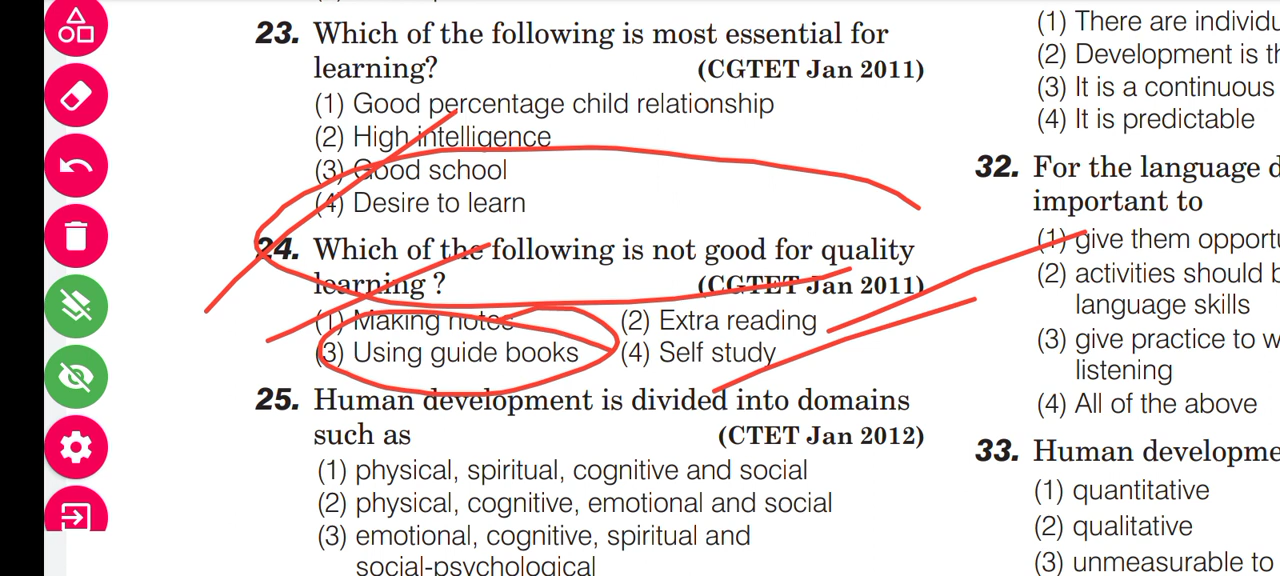 23. Which of the following is most essential for
learning? (CGTET Jan 2011)
(1) Good percentage child relationship
(2) High intelligence
(3) Good school
(4) Desire to learn
24. Which of the following is not good for quality
learning ? (CGTET Jan 2011)
(1) Making notes (2) Extra reading
(3) Using guide books (4) Self study
25. Human development is divided into domains
such as (CTET Jan 2012)
(1) physical, spiritual, cognitive and social
(2) physical, cognitive, emotional and social
(3) emotional, cognitive, spiritual and
social-psychological
(1) There are
(2) Development is
(3) It is a continuous
(4) It is predictable
32. For the language
important to
(1) give them
(2) activities should
language skills
(3) give practice to
listening
(4) All of the above
33. Human
(1) quantitative
(2) qualitative
(3) unmeasurable to